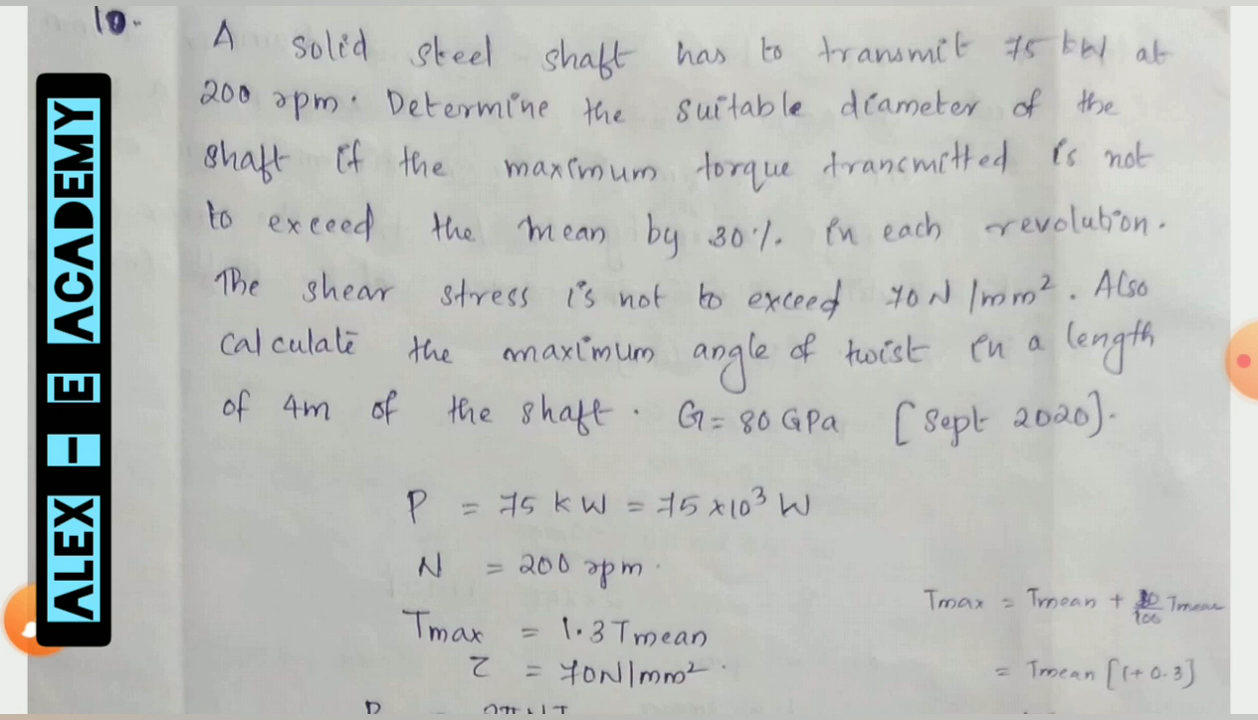 10.
A solid steel shaft has to transmit 75 kW at
200 rpm. Determine the suitable diameter of the
shaft if the maximum torque transmitted is not
to exceed the mean by 30%. in each revolution.
The shear stress is not to exceed 70 N/mm². Also
calculate the maximum angle of twist in a length
of 4m of the shaft. G = 80 GPa [Sept 2020].
P = 75 kW = 75 x 10³ W
N = 200 rpm.
Tmax = Tmean + 30/100 Tmean
Tmax = 1.3 Tmean
τ = 70N/mm².
= Tmean [1+0.3]
ALEX - E ACADEMY